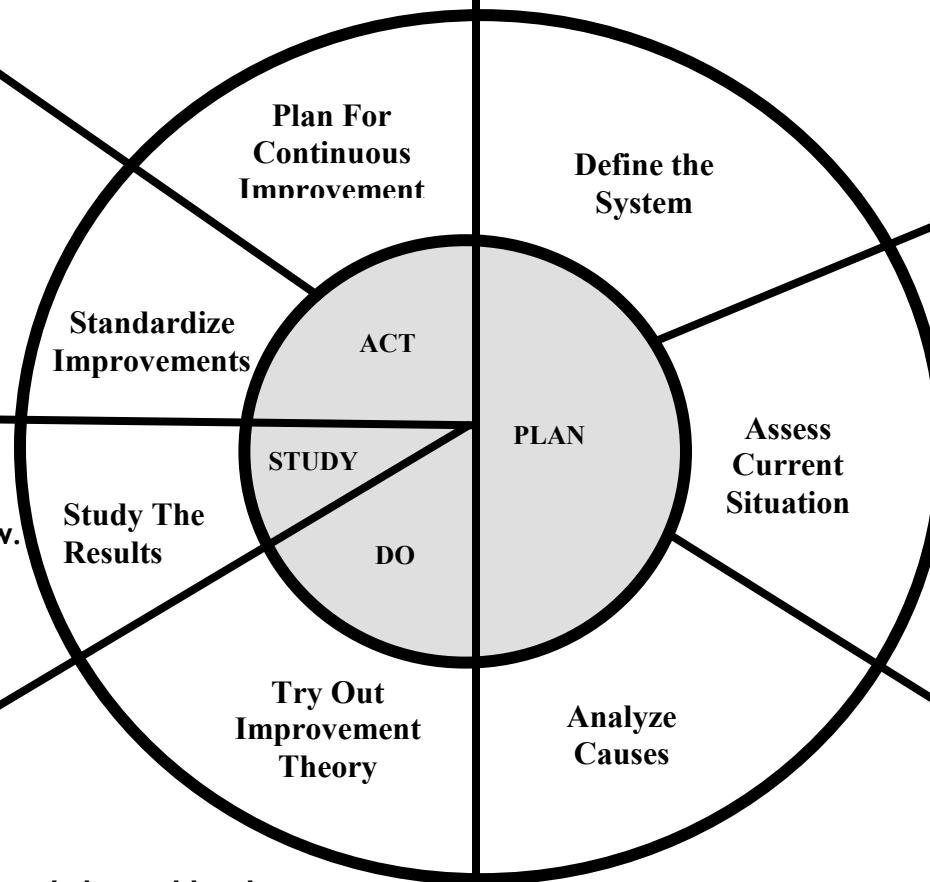 Plan For
Continuous
Improvement
Define the
System
Standardize
Improvements
ACT
PLAN
Assess
Current
Situation
STUDY
Study The
Results
w.
DO
Try Out
Improvement
Theory
Analyze
Causes